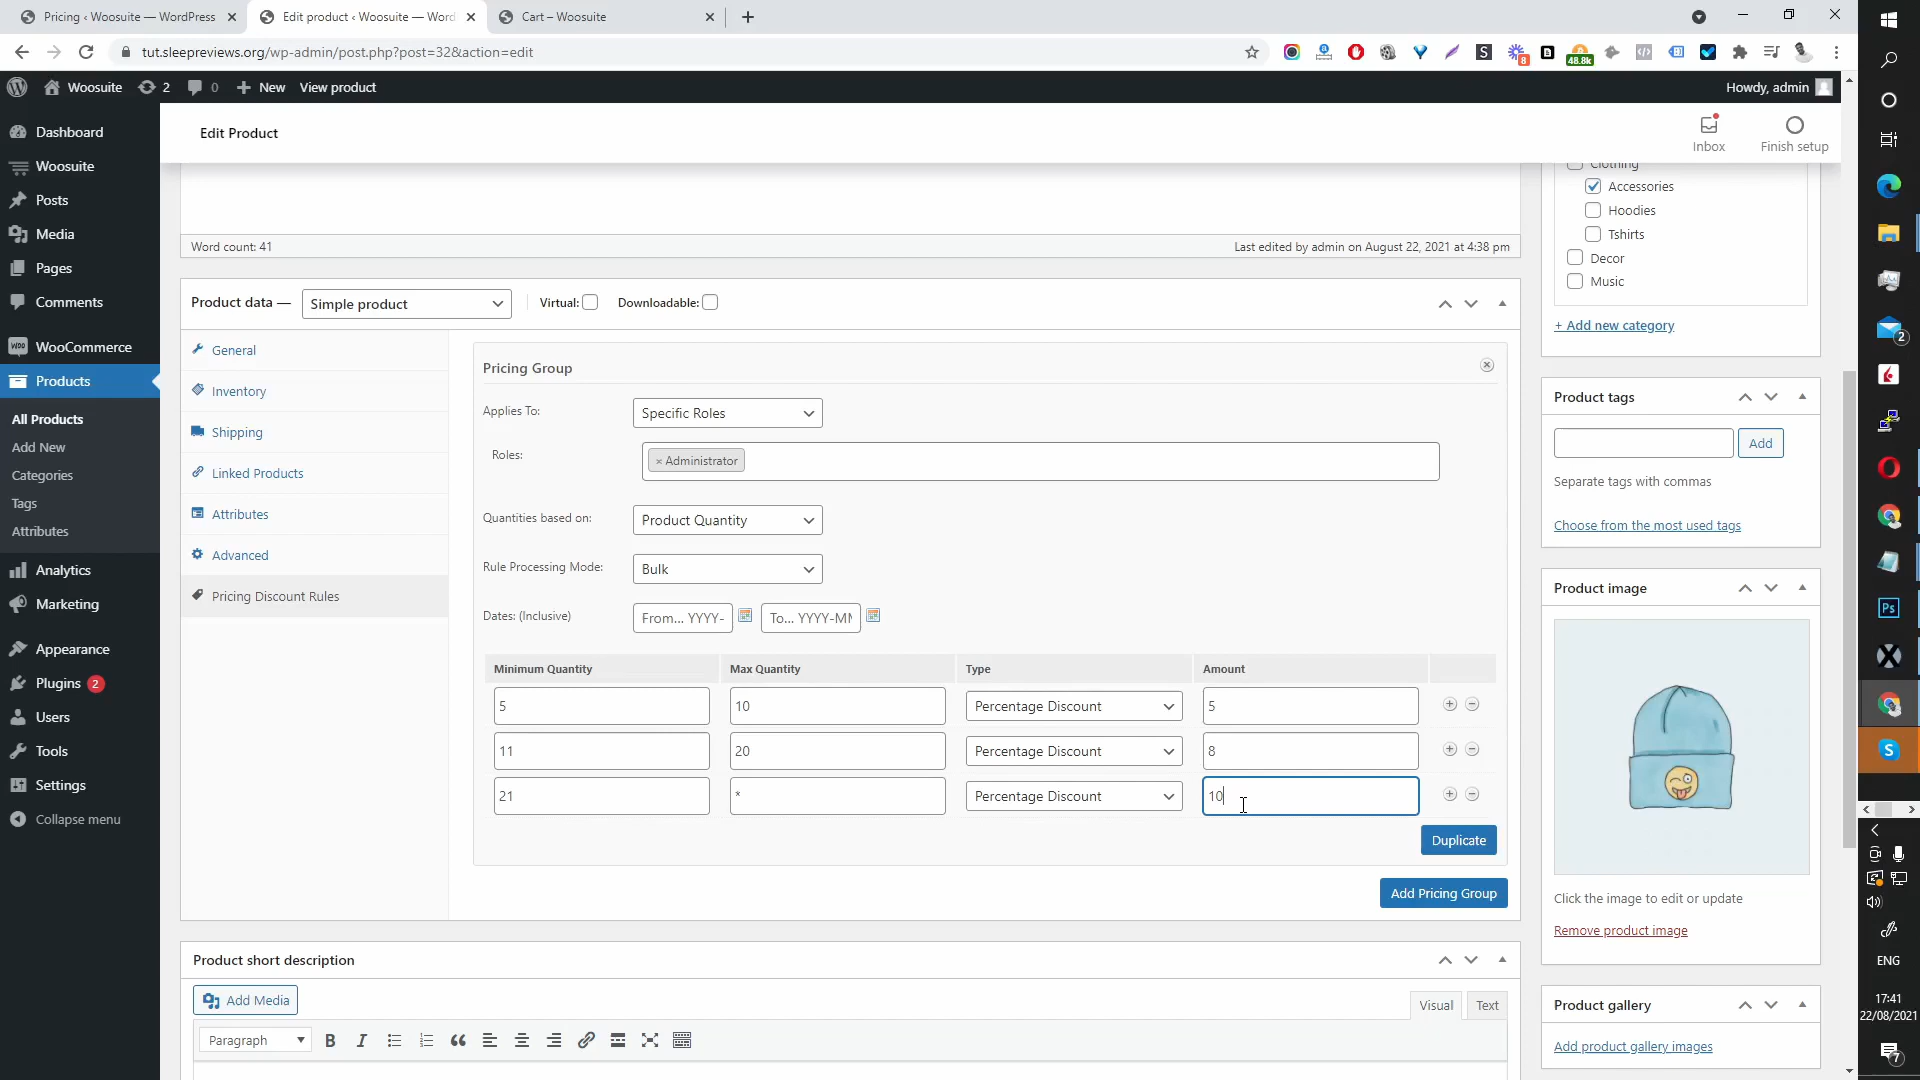 Pricing ‹ Woosuite — WordPress
Edit product ‹ Woosuite — Word
Cart – Woosuite
tut.sleepreviews.org/wp-admin/post.php?post=32&action=edit
8
48.8k
Woosuite
2
0
New
View product
Howdy, admin
Edit Product
Inbox
Finish setup
Dashboard
Woosuite
Posts
Media
Pages
Comments
WooCommerce
Products
All Products
Add New
Categories
Tags
Attributes
Analytics
Marketing
Appearance
Plugins 2
Users
Tools
Settings
Collapse menu
Word count: 41
Last edited by admin on August 22, 2021 at 4:38 pm
Product data —
Simple product
Virtual:
Downloadable:
General
Inventory
Shipping
Linked Products
Attributes
Advanced
Pricing Discount Rules
Pricing Group
Applies To:
Specific Roles
Roles:
× Administrator
Quantities based on:
Product Quantity
Rule Processing Mode:
Bulk
Dates: (Inclusive)
From... YYYY-
To... YYYY-MM
Minimum Quantity
Max Quantity
Type
Amount
5
10
Percentage Discount
5
11
20
Percentage Discount
8
21
*
Percentage Discount
10
Duplicate
Add Pricing Group
Product short description
Add Media
Visual
Text
Paragraph
Clothing
Accessories
Hoodies
Tshirts
Decor
Music
+ Add new category
Product tags
Add
Separate tags with commas
Choose from the most used tags
Product image
Click the image to edit or update
Remove product image
Product gallery
Add product gallery images
2
Ps
S
ENG
17:41
22/08/2021
7